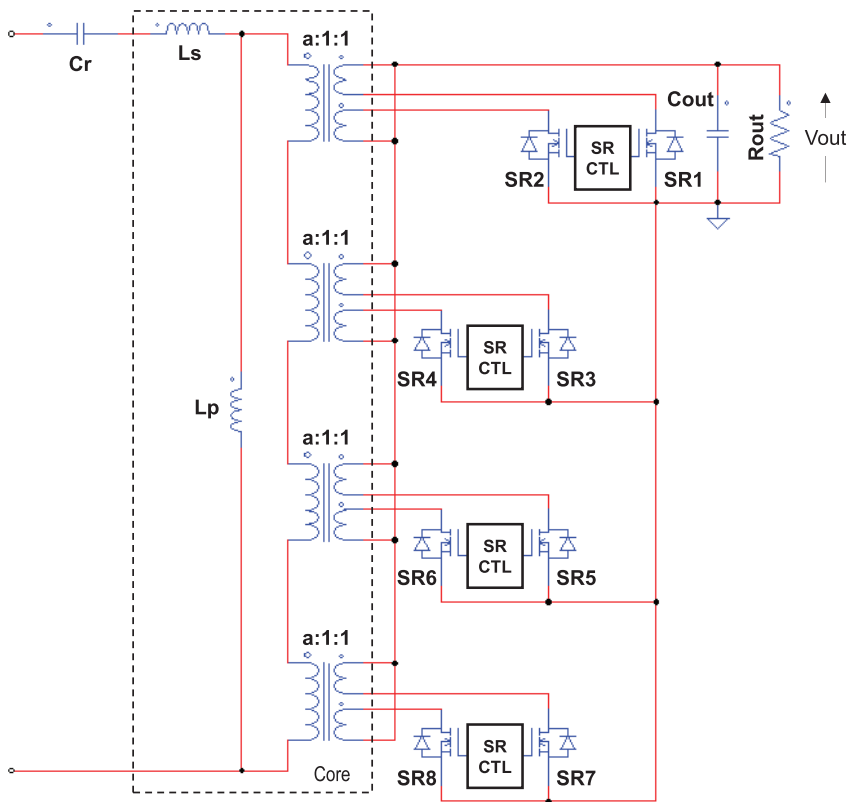 a:1:1
Cr
Ls
Cout
Rout
Vout
SR
CTL
SR2
SR1
a:1:1
SR
CTL
SR4
SR3
Lp
a:1:1
SR
CTL
SR6
SR5
a:1:1
SR
CTL
SR8
SR7
Core